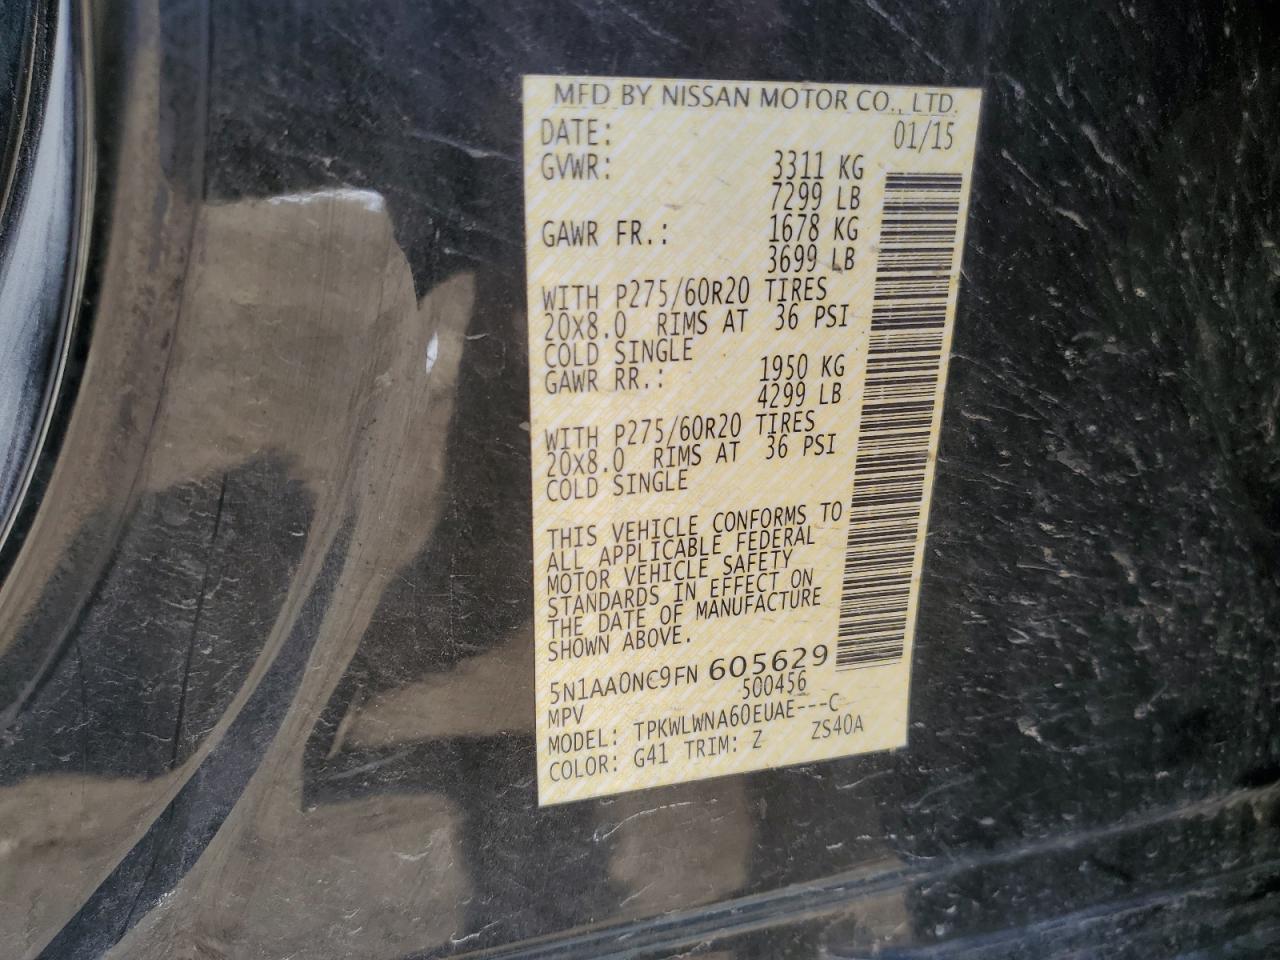 MFD BY NISSAN MOTOR CO., LTD.
DATE: 01/15
GVWR: 3311 KG
7299 LB
GAWR FR.: 1678 KG
3699 LB
WITH P275/60R20 TIRES
20X8.0 RIMS AT 36 PSI
COLD SINGLE
GAWR RR.: 1950 KG
4299 LB
WITH P275/60R20 TIRES
20X8.0 RIMS AT 36 PSI
COLD SINGLE
THIS VEHICLE CONFORMS TO
ALL APPLICABLE FEDERAL
MOTOR VEHICLE SAFETY
STANDARDS IN EFFECT ON
THE DATE OF MANUFACTURE
SHOWN ABOVE.
5N1AA0NC9FN 605629
MPV 500456
MODEL: TPKWLWNA60EUAE---C
COLOR: G41 TRIM: Z ZS40A